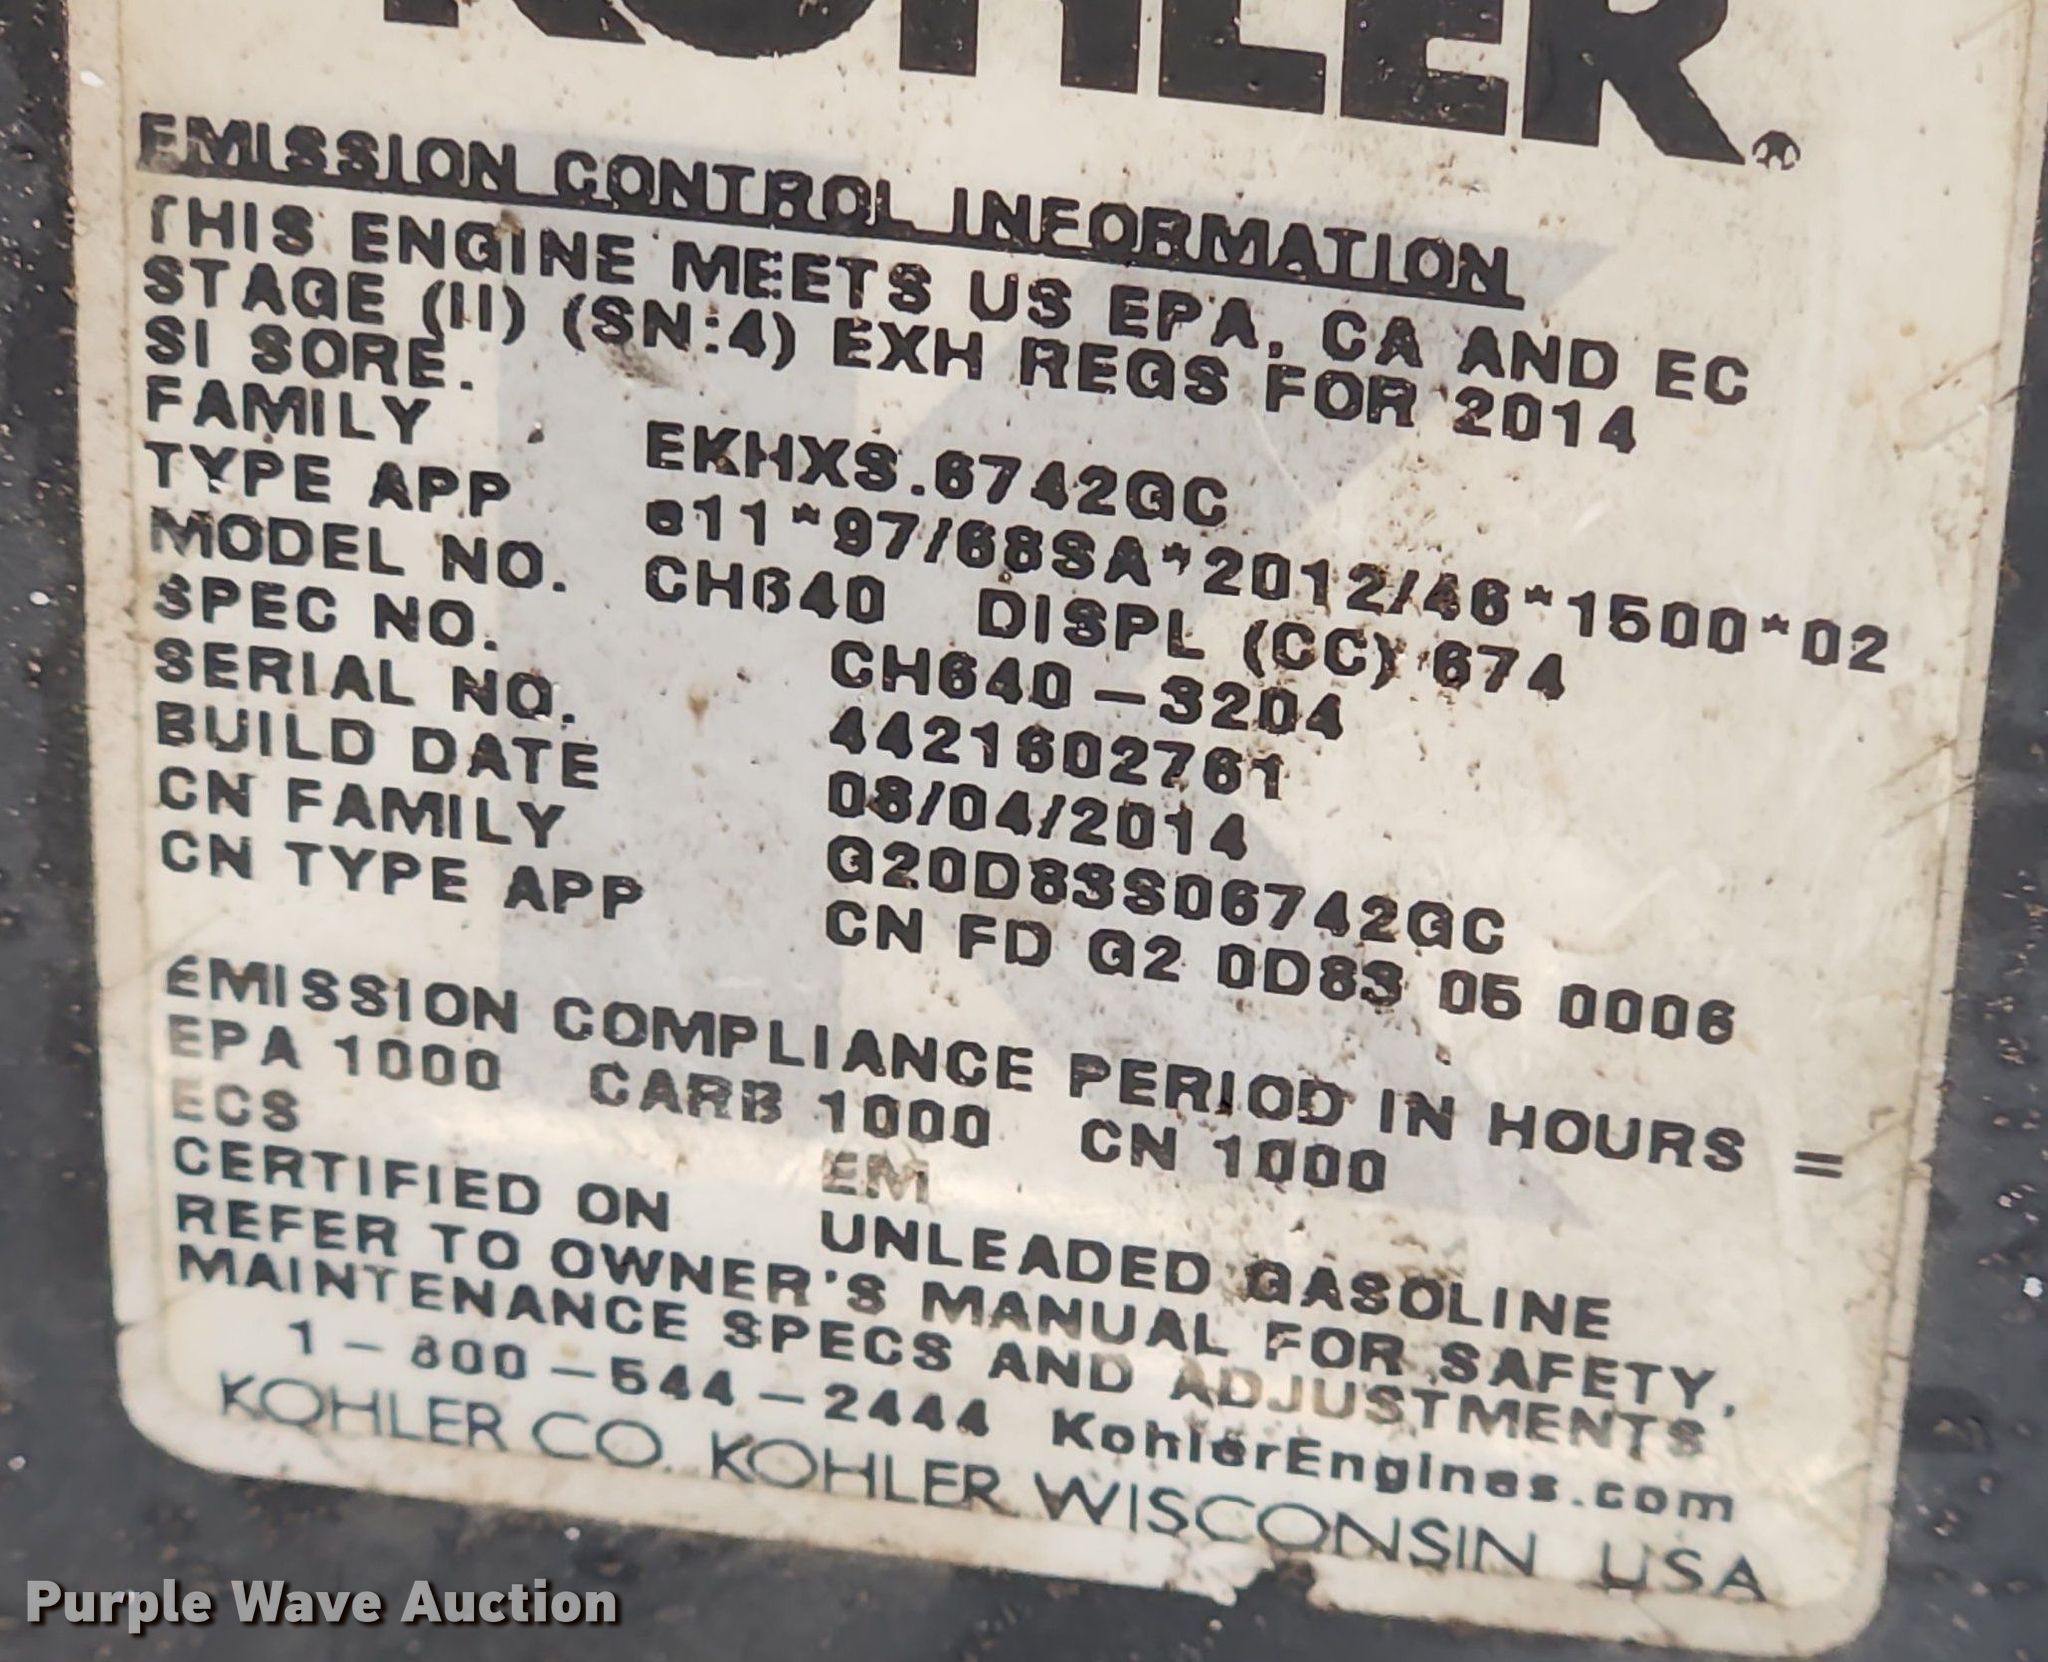 KOHLER®
EMISSION CONTROL INFORMATION
THIS ENGINE MEETS US EPA, CA AND EC
STAGE (II) (SN:4) EXH REGS FOR 2014
SI SORE.
FAMILY EKHXS.6742GC
TYPE APP e11*97/68SA*2012/46*1500*02
MODEL NO. CH640 DISPL (CC) 674
SPEC NO. CH640-3204
SERIAL NO. 4421602761
BUILD DATE 08/04/2014
CN FAMILY G20D83S06742GC
CN TYPE APP CN FD G2 0D83 05 0006
EMISSION COMPLIANCE PERIOD IN HOURS =
EPA 1000 CARB 1000 CN 1000
ECS EM
CERTIFIED ON UNLEADED GASOLINE
REFER TO OWNER'S MANUAL FOR SAFETY,
MAINTENANCE SPECS AND ADJUSTMENTS
1-800-544-2444 KohlerEngines.com
KOHLER CO. KOHLER WISCONSIN USA
Purple Wave Auction